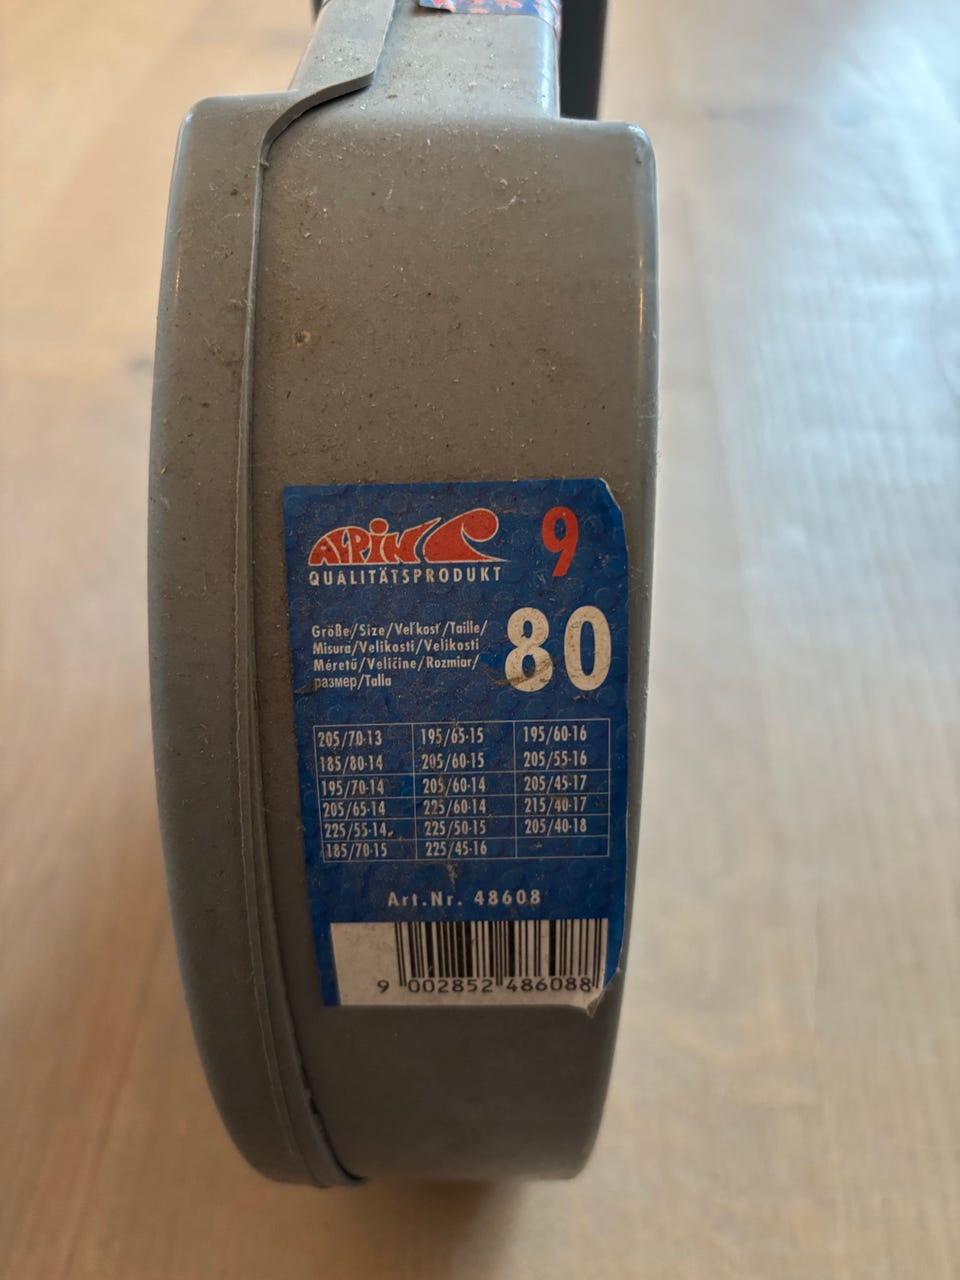 ALPIN 9
QUALITÄTSPRODUKT
Größe/Size/Veľkosť/Taille/
Misura/Velikosti/Velikosti
Méretű/Veličine/Rozmiar/
размер/Talla
80
205/70-13 195/65-15 195/60-16
185/80-14 205/60-15 205/55-16
195/70-14 205/60-14 205/45-17
205/65-14 225/60-14 215/40-17
225/55-14 225/50-15 205/40-18
185/70-15 225/45-16
Art.Nr. 48608
9 002852 486088